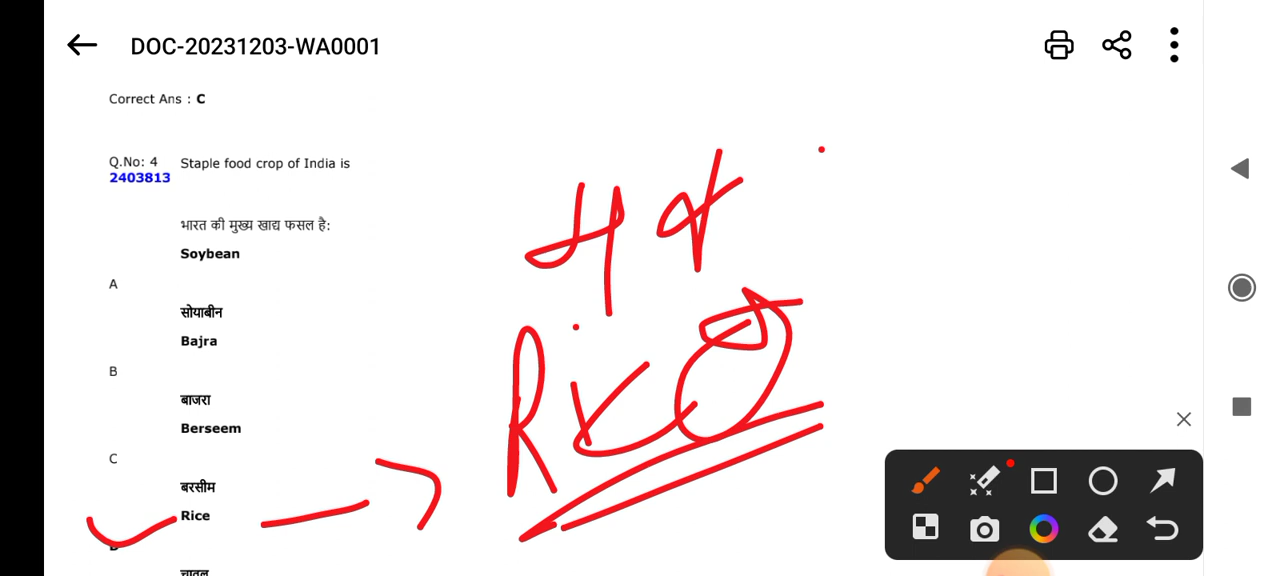 DOC-20231203-WA0001
Correct Ans : C
Q.No: 4 Staple food crop of India is
2403813
भारत की मुख्य खाद्य फसल है:
Soybean
A
सोयाबीन
Bajra
B
बाजरा
Berseem
C
बरसीम
Rice
D
चावल
Rice